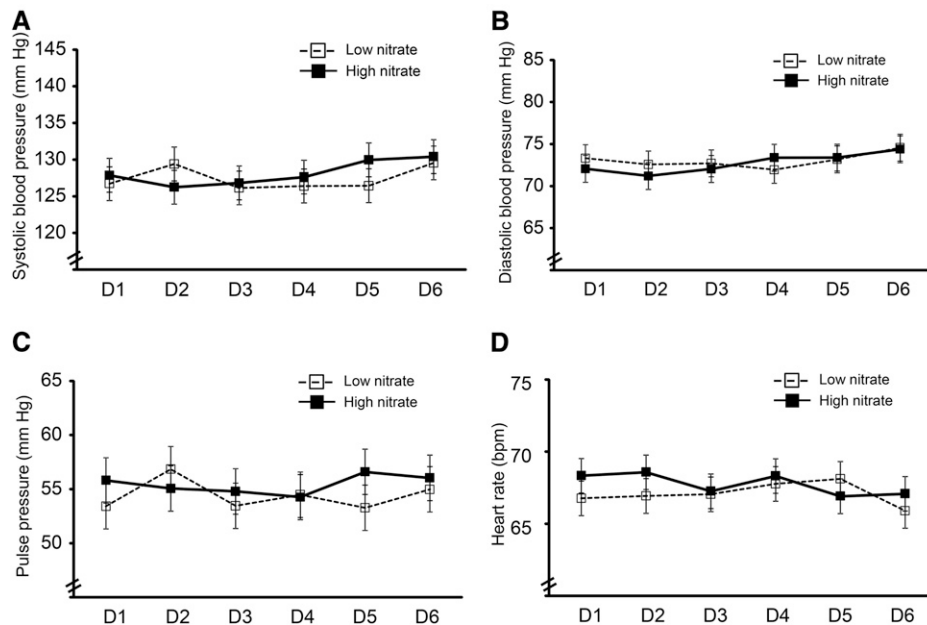 A
Systolic blood pressure (mm Hg)
145
140
135
130
125
120
Low nitrate
High nitrate
D1 D2 D3 D4 D5 D6
B
Diastolic blood pressure (mm Hg)
85
80
75
70
65
Low nitrate
High nitrate
D1 D2 D3 D4 D5 D6
C
Pulse pressure (mm Hg)
65
60
55
50
Low nitrate
High nitrate
D1 D2 D3 D4 D5 D6
D
Heart rate (bpm)
75
70
65
Low nitrate
High nitrate
D1 D2 D3 D4 D5 D6